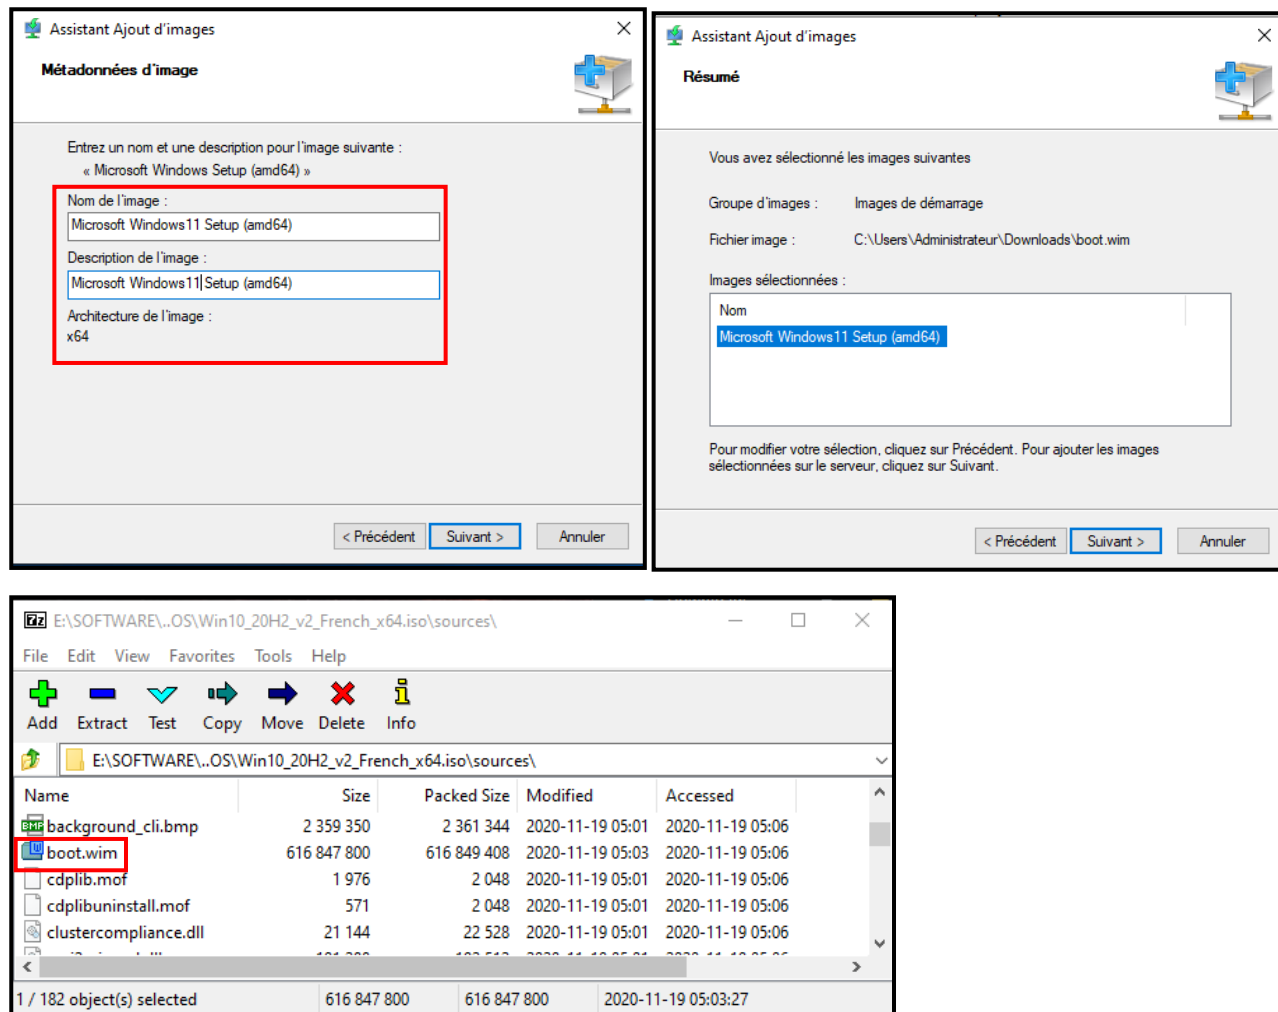 Assistant Ajout d'images
Métadonnées d'image
Entrez un nom et une description pour l'image suivante :
« Microsoft Windows Setup (amd64) »
Nom de l'image :
Microsoft Windows11 Setup (amd64)
Description de l'image :
Microsoft Windows11 Setup (amd64)
Architecture de l'image :
x64
< Précédent Suivant > Annuler
Assistant Ajout d'images
Résumé
Vous avez sélectionné les images suivantes
Groupe d'images : Images de démarrage
Fichier image : C:\Users\Administrateur\Downloads\boot.wim
Images sélectionnées :
Nom
Microsoft Windows11 Setup (amd64)
Pour modifier votre sélection, cliquez sur Précédent. Pour ajouter les images
sélectionnées sur le serveur, cliquez sur Suivant.
< Précédent Suivant > Annuler
7z E:\SOFTWARE\..OS\Win10_20H2_v2_French_x64.iso\sources\
File Edit View Favorites Tools Help
Add Extract Test Copy Move Delete Info
E:\SOFTWARE\..OS\Win10_20H2_v2_French_x64.iso\sources\
Name Size Packed Size Modified Accessed
BMP background_cli.bmp 2 359 350 2 361 344 2020-11-19 05:01 2020-11-19 05:06
boot.wim 616 847 800 616 849 408 2020-11-19 05:03 2020-11-19 05:06
cdplib.mof 1 976 2 048 2020-11-19 05:01 2020-11-19 05:06
cdplibuninstall.mof 571 2 048 2020-11-19 05:01 2020-11-19 05:06
clustercompliance.dll 21 144 22 528 2020-11-19 05:01 2020-11-19 05:06
1 / 182 object(s) selected 616 847 800 616 847 800 2020-11-19 05:03:27